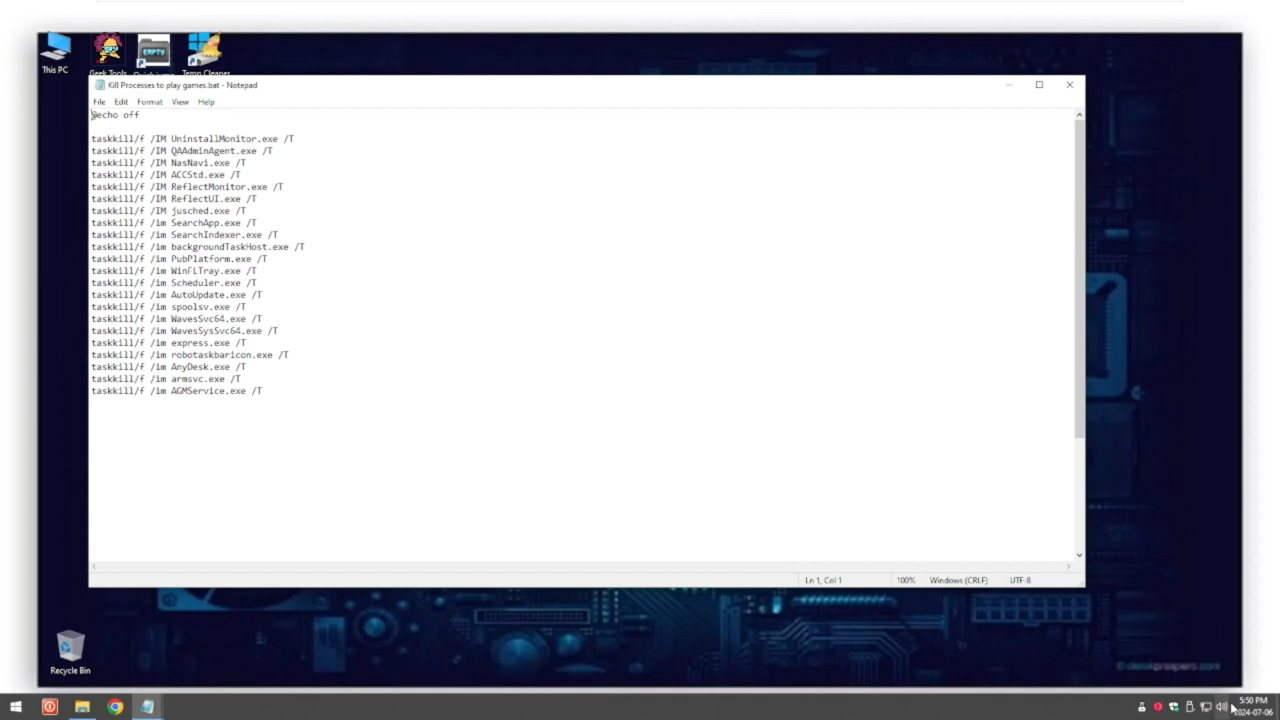 This PC
EMPTY
Geek Tools
Temp Cleaner
Kill Processes to play games.bat - Notepad
File Edit Format View Help
@echo off
taskkill/f /IM UninstallMonitor.exe /T
taskkill/f /IM QAAdminAgent.exe /T
taskkill/f /IM NasNavi.exe /T
taskkill/f /IM ACCStd.exe /T
taskkill/f /IM ReflectMonitor.exe /T
taskkill/f /IM ReflectUI.exe /T
taskkill/f /IM jusched.exe /T
taskkill/f /im SearchApp.exe /T
taskkill/f /im SearchIndexer.exe /T
taskkill/f /im backgroundTaskHost.exe /T
taskkill/f /im PubPlatform.exe /T
taskkill/f /im WinFLTray.exe /T
taskkill/f /im Scheduler.exe /T
taskkill/f /im AutoUpdate.exe /T
taskkill/f /im spoolsv.exe /T
taskkill/f /im WavesSvc64.exe /T
taskkill/f /im WavesSysSvc64.exe /T
taskkill/f /im express.exe /T
taskkill/f /im robotaskbaricon.exe /T
taskkill/f /im AnyDesk.exe /T
taskkill/f /im armsvc.exe /T
taskkill/f /im AGMService.exe /T
Ln 1, Col 1 100% Windows (CRLF) UTF-8
Recycle Bin
5:50 PM
2024-07-06